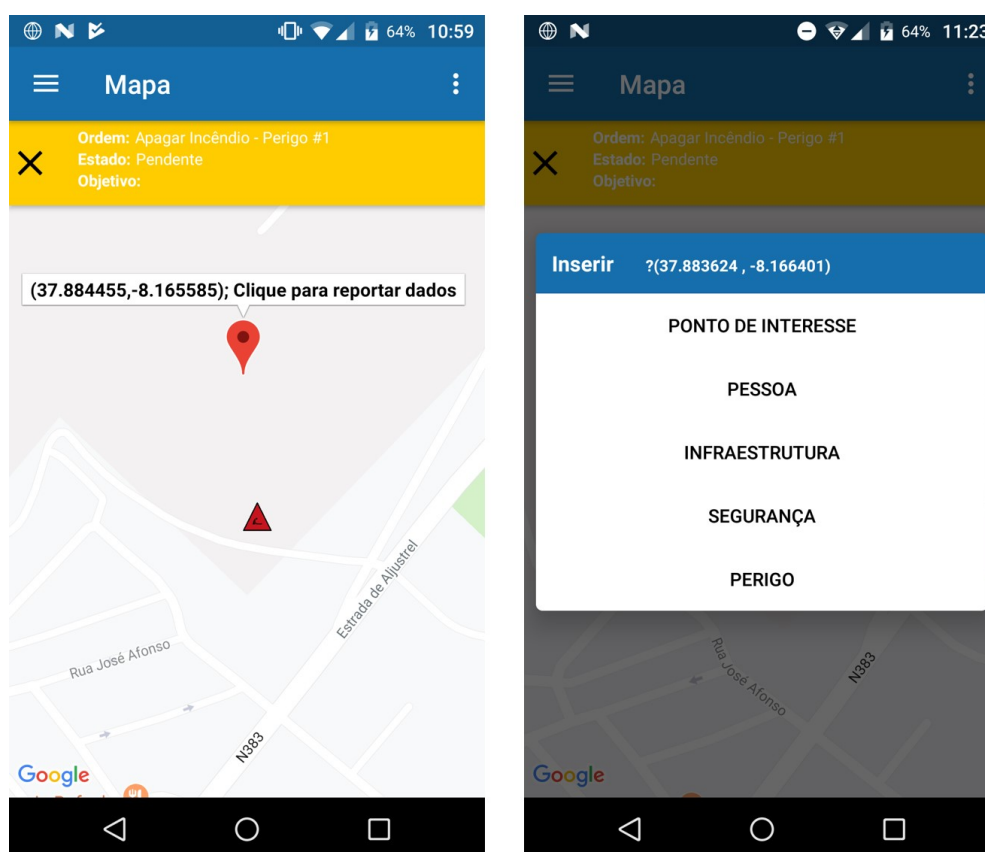 64% 10:59
Mapa
Ordem: Apagar Incêndio - Perigo #1
Estado: Pendente
Objetivo:
(37.884455,-8.165585); Clique para reportar dados
Estrada de Aljustrel
Rua José Afonso
N383
Google
64% 11:23
Mapa
Ordem: Apagar Incêndio - Perigo #1
Estado: Pendente
Objetivo:
Inserir ?(37.883624 , -8.166401)
PONTO DE INTERESSE
PESSOA
INFRAESTRUTURA
SEGURANÇA
PERIGO
Rua José Afonso
N383
Google